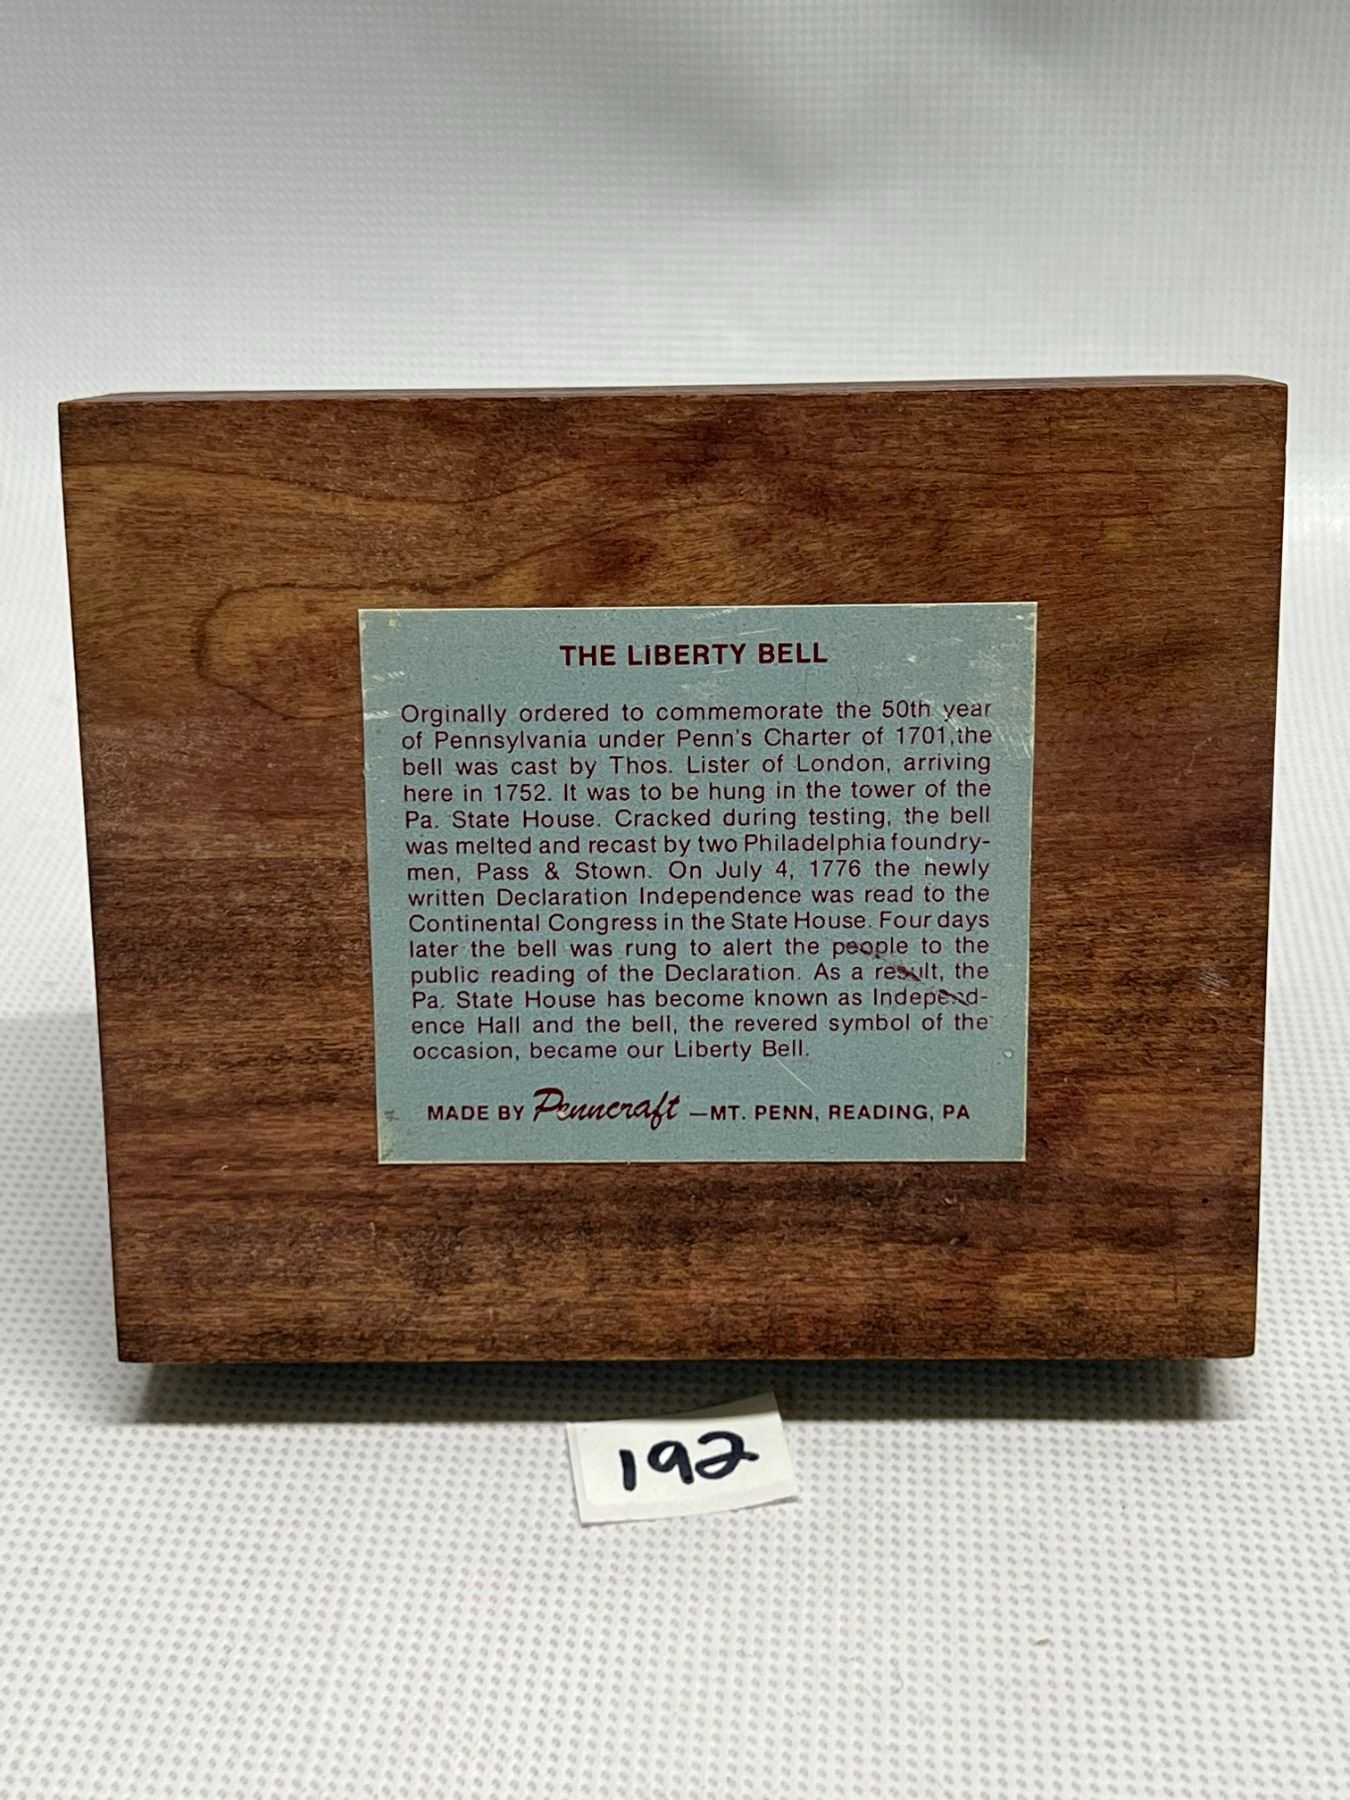 THE LiBERTY BELL
Orginally ordered to commemorate the 50th year
of Pennsylvania under Penn's Charter of 1701,the
bell was cast by Thos. Lister of London, arriving
here in 1752. It was to be hung in the tower of the
Pa. State House. Cracked during testing, the bell
was melted and recast by two Philadelphia foundry-
men, Pass & Stown. On July 4, 1776 the newly
written Declaration Independence was read to the
Continental Congress in the State House. Four days
later the bell was rung to alert the people to the
public reading of the Declaration. As a result, the
Pa. State House has become known as Independ-
ence Hall and the bell, the revered symbol of the
occasion, became our Liberty Bell.
MADE BY Penncraft —MT. PENN, READING, PA
192